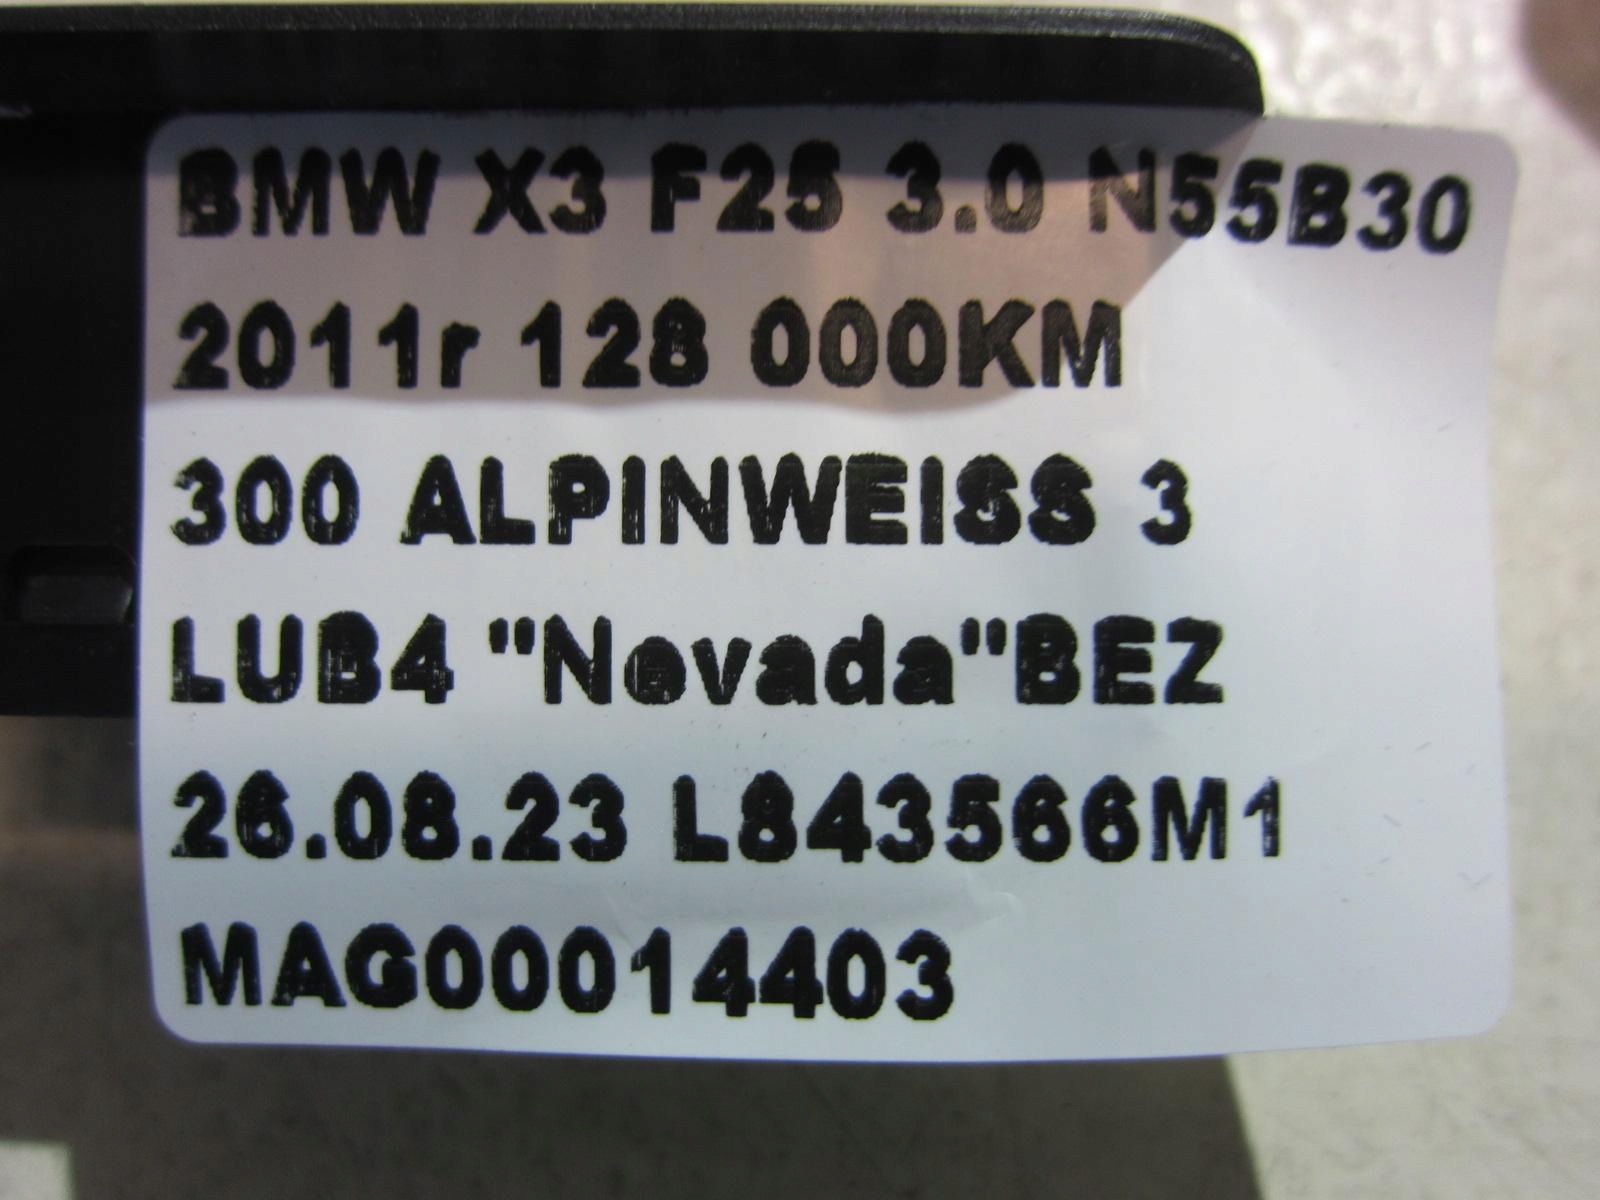 BMW X3 F25 3.0 N55B30
2011r 128 000KM
300 ALPINWEISS 3
LUB4 "Nevada"BEZ
26.08.23 L843566M1
MAG00014403